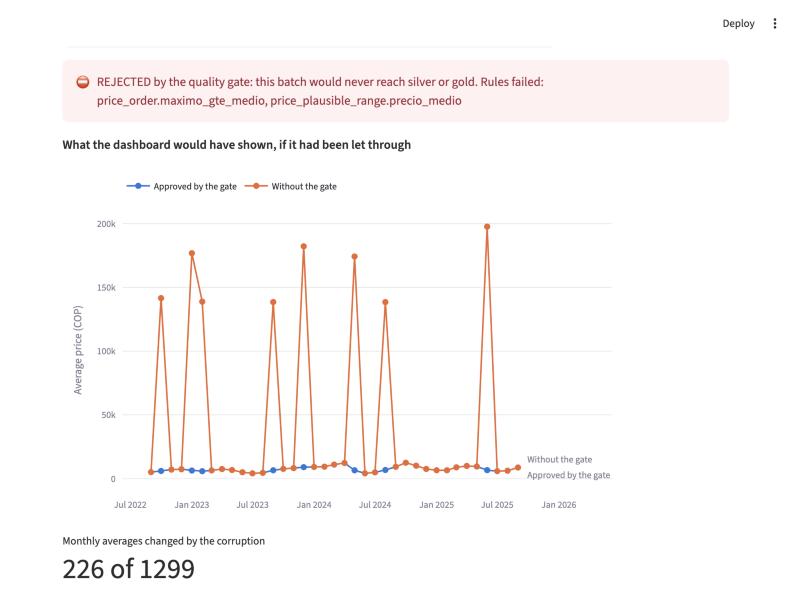 Deploy
REJECTED by the quality gate: this batch would never reach silver or gold. Rules failed:
price_order.maximo_gte_medio, price_plausible_range.precio_medio
What the dashboard would have shown, if it had been let through
Approved by the gate Without the gate
200k
150k
100k
50k
0
Average price (COP)
Without the gate
Approved by the gate
Jul 2022 Jan 2023 Jul 2023 Jan 2024 Jul 2024 Jan 2025 Jul 2025 Jan 2026
Monthly averages changed by the corruption
226 of 1299